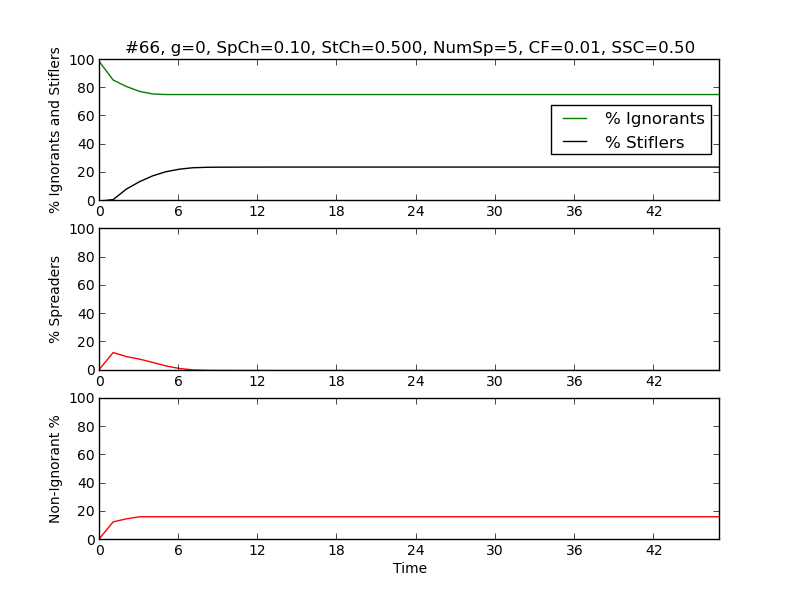 #66, g=0, SpCh=0.10, StCh=0.500, NumSp=5, CF=0.01, SSC=0.50
% Ignorants and Stiflers
100
80
60
40
20
0
% Ignorants
% Stiflers
0 6 12 18 24 30 36 42
% Spreaders
100
80
60
40
20
0
0 6 12 18 24 30 36 42
Non-Ignorant %
100
80
60
40
20
0
0 6 12 18 24 30 36 42
Time